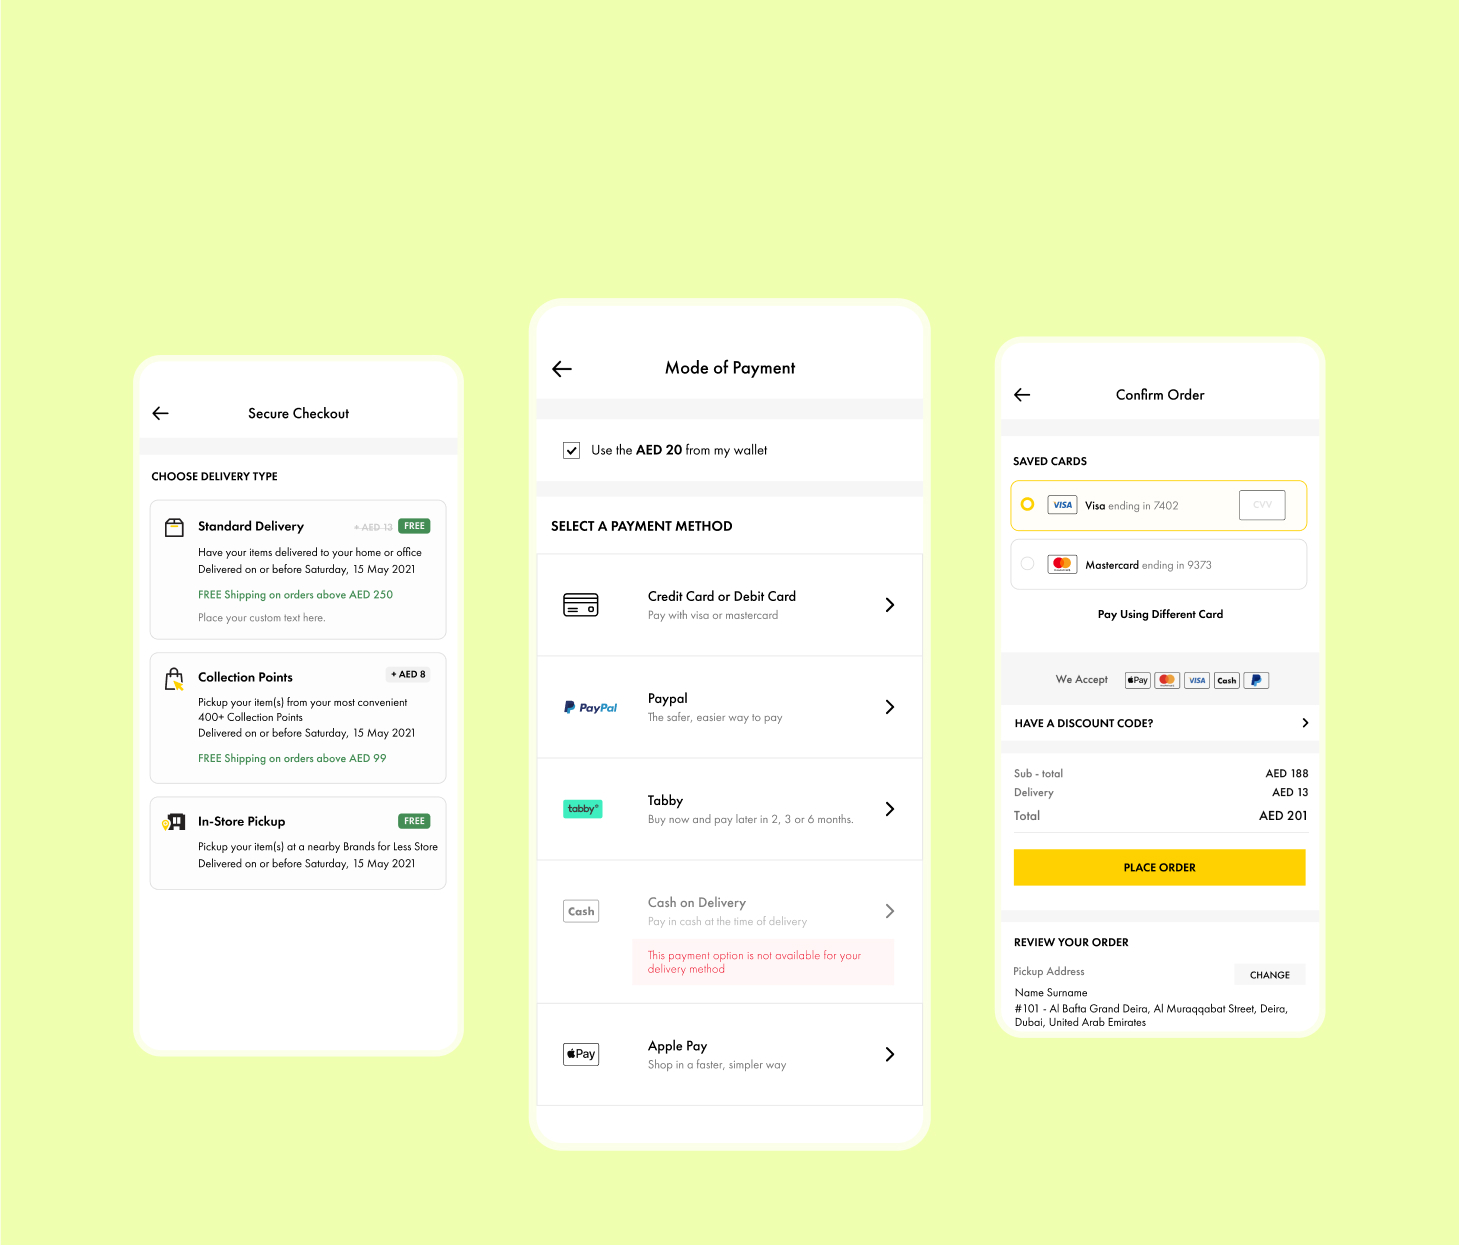 Secure Checkout
CHOOSE DELIVERY TYPE
Standard Delivery
+ AED 13
FREE
Have your items delivered to your home or office
Delivered on or before Saturday, 15 May 2021
FREE Shipping on orders above AED 250
Place your custom text here.
Collection Points
+ AED 8
Pickup your item(s) from your most convenient
400+ Collection Points
Delivered on or before Saturday, 15 May 2021
FREE Shipping on orders above AED 99
In-Store Pickup
FREE
Pickup your item(s) at a nearby Brands for Less Store
Delivered on or before Saturday, 15 May 2021
Mode of Payment
Use the AED 20 from my wallet
SELECT A PAYMENT METHOD
Credit Card or Debit Card
Pay with visa or mastercard
PayPal
Paypal
The safer, easier way to pay
tabby
Tabby
Buy now and pay later in 2, 3 or 6 months.
Cash
Cash on Delivery
Pay in cash at the time of delivery
This payment option is not available for your
delivery method
Pay
Apple Pay
Shop in a faster, simpler way
Confirm Order
SAVED CARDS
VISA
Visa ending in 7402
CVV
Mastercard ending in 9373
Pay Using Different Card
We Accept
Pay
VISA
Cash
HAVE A DISCOUNT CODE?
Sub - total
AED 188
Delivery
AED 13
Total
AED 201
PLACE ORDER
REVIEW YOUR ORDER
Pickup Address
CHANGE
Name Surname
#101 - Al Bafta Grand Deira, Al Muraqqabat Street, Deira,
Dubai, United Arab Emirates